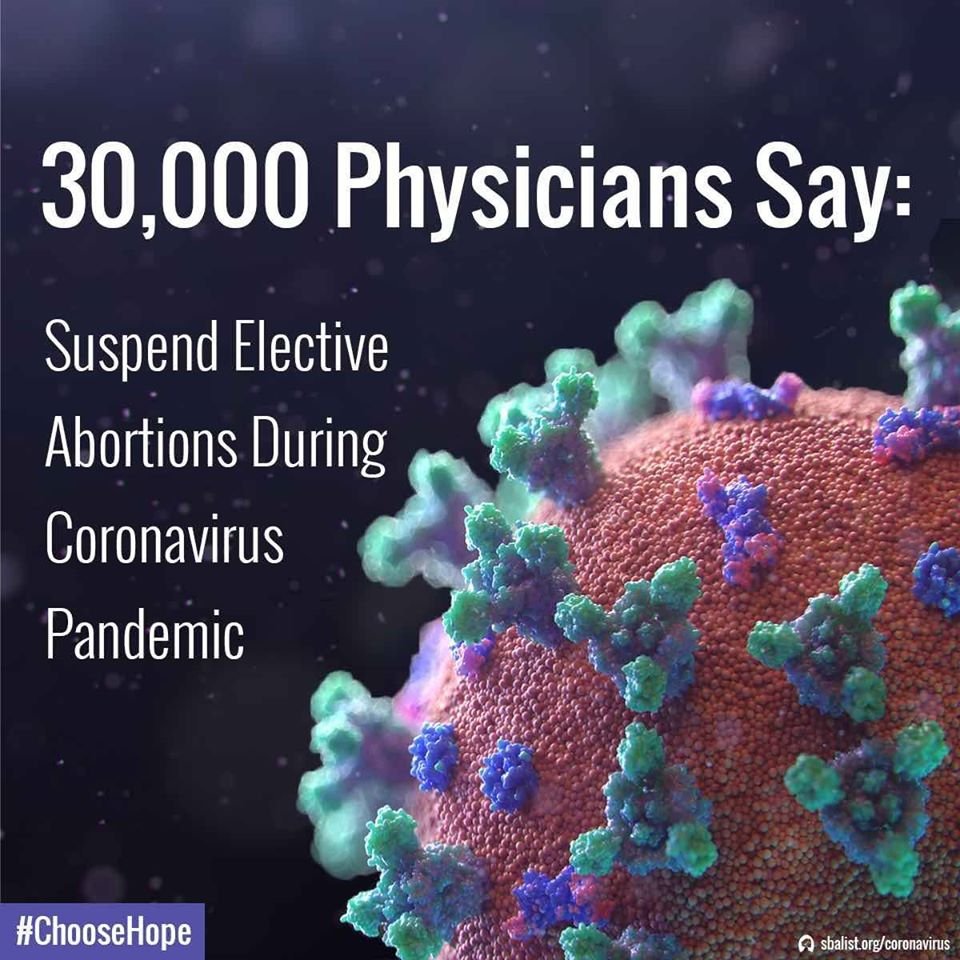 30,000 Physicians Say:
Suspend Elective
Abortions During
Coronavirus
Pandemic
#ChooseHope
sbalist.org/coronavirus